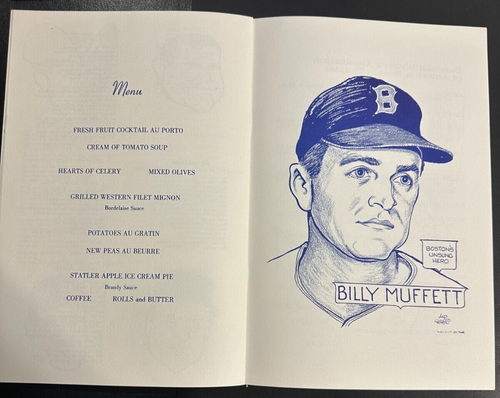 Menu
FRESH FRUIT COCKTAIL AU PORTO
CREAM OF TOMATO SOUP
HEARTS OF CELERY MIXED OLIVES
GRILLED WESTERN FILET MIGNON
Bordelaise Sauce
POTATOES AU GRATIN
NEW PEAS AU BEURRE
STATLER APPLE ICE CREAM PIE
Brandy Sauce
COFFEE ROLLS and BUTTER
B
BOSTON'S
UNSUNG
HERO
BILLY MUFFETT